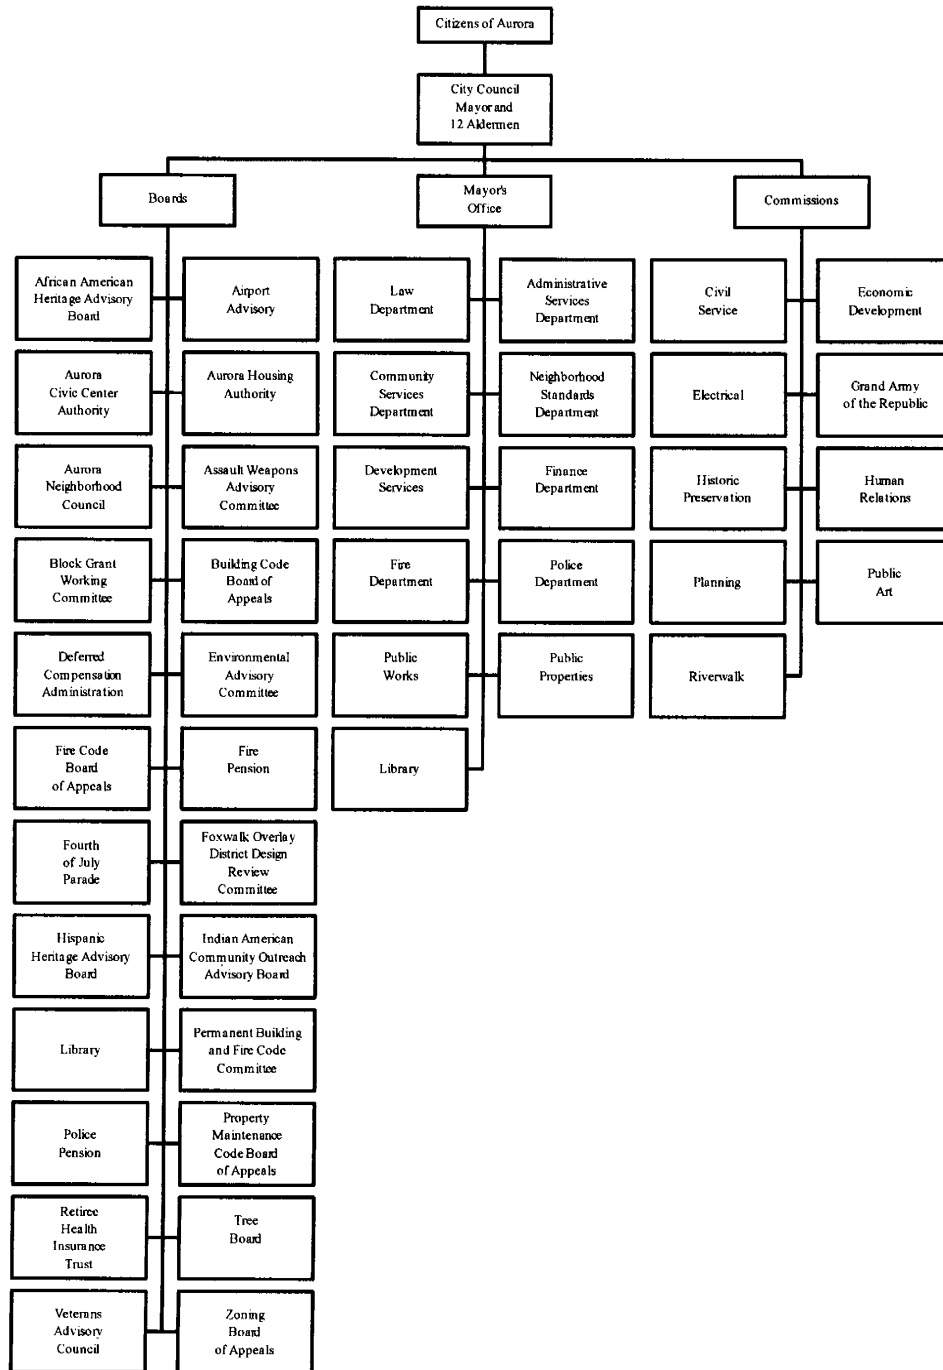 Citizens of Aurora
City Council
Mayor and
12 Aldermen
Boards
Mayor's
Office
Commissions
African American
Heritage Advisory
Board
Airport
Advisory
Law
Department
Administrative
Services
Department
Civil
Service
Economic
Development
Aurora
Civic Center
Authority
Aurora Housing
Authority
Community
Services
Department
Neighborhood
Standards
Department
Electrical
Grand Army
of the Republic
Aurora
Neighborhood
Council
Assault Weapons
Advisory
Committee
Development
Services
Finance
Department
Historic
Preservation
Human
Relations
Block Grant
Working
Committee
Building Code
Board of
Appeals
Fire
Department
Police
Department
Planning
Public
Art
Deferred
Compensation
Administration
Environmental
Advisory
Committee
Public
Works
Public
Properties
Riverwalk
Fire Code
Board
of Appeals
Fire
Pension
Library
Fourth
of July
Parade
Foxwalk Overlay
District Design
Review
Committee
Hispanic
Heritage Advisory
Board
Indian American
Community Outreach
Advisory Board
Library
Permanent Building
and Fire Code
Committee
Police
Pension
Property
Maintenance
Code Board
of Appeals
Retiree
Health
Insurance
Trust
Tree
Board
Veterans
Advisory
Council
Zoning
Board
of Appeals